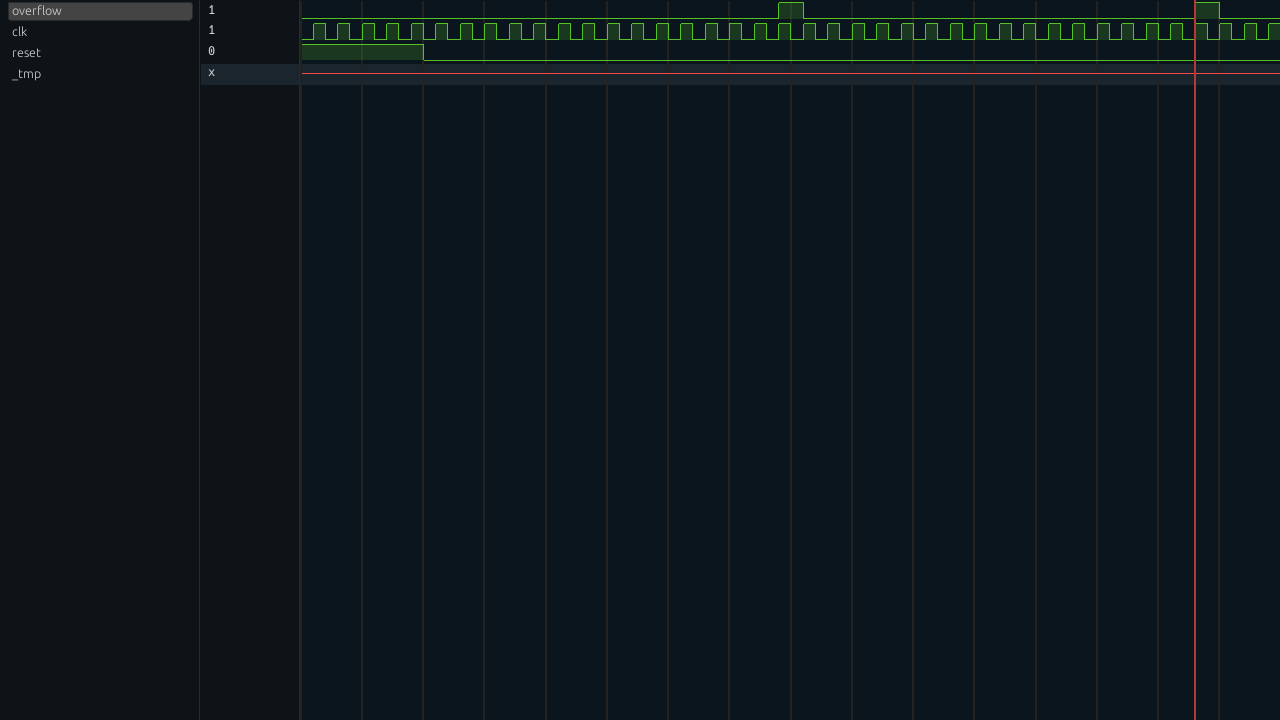 overflow 1
clk 1
reset 0
_tmp x